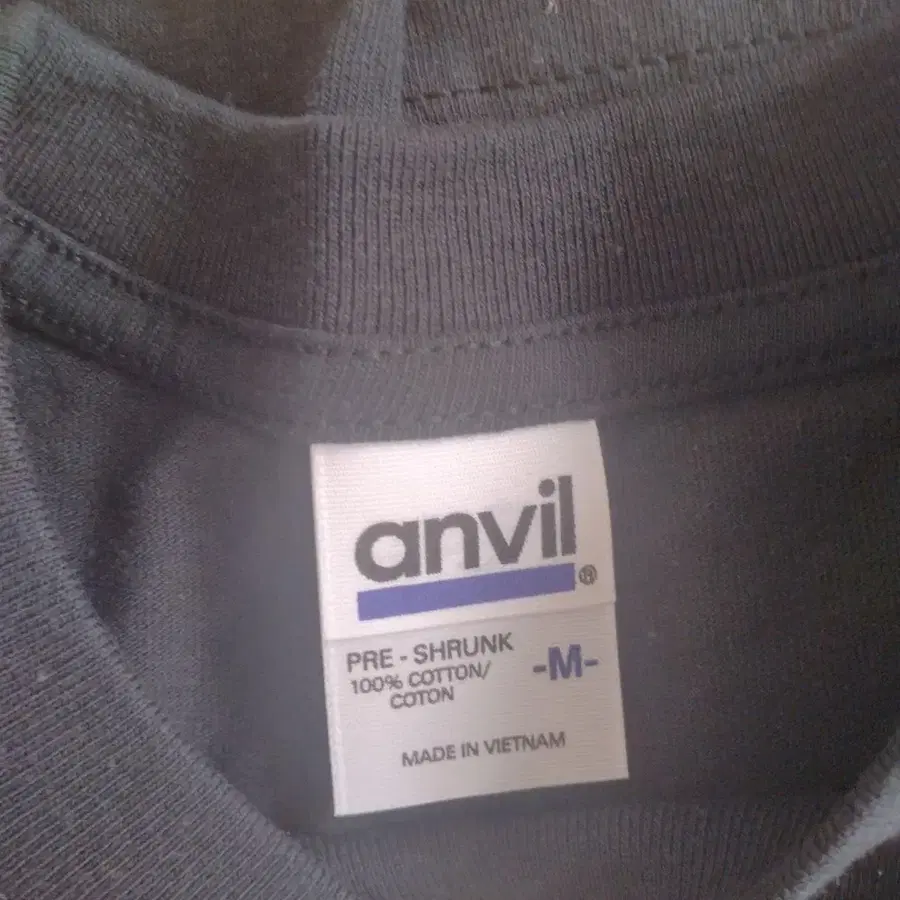 anvil®
PRE - SHRUNK
-M-
100% COTTON/
COTON
MADE IN VIETNAM